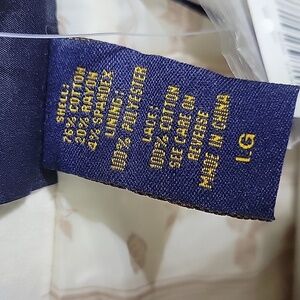 SHELL:
76% COTTON
20% RAYON
4% SPANDEX
LINING:
100% POLYESTER
LACE:
100% COTTON
SEE CARE ON
REVERSE
MADE IN CHINA
LG